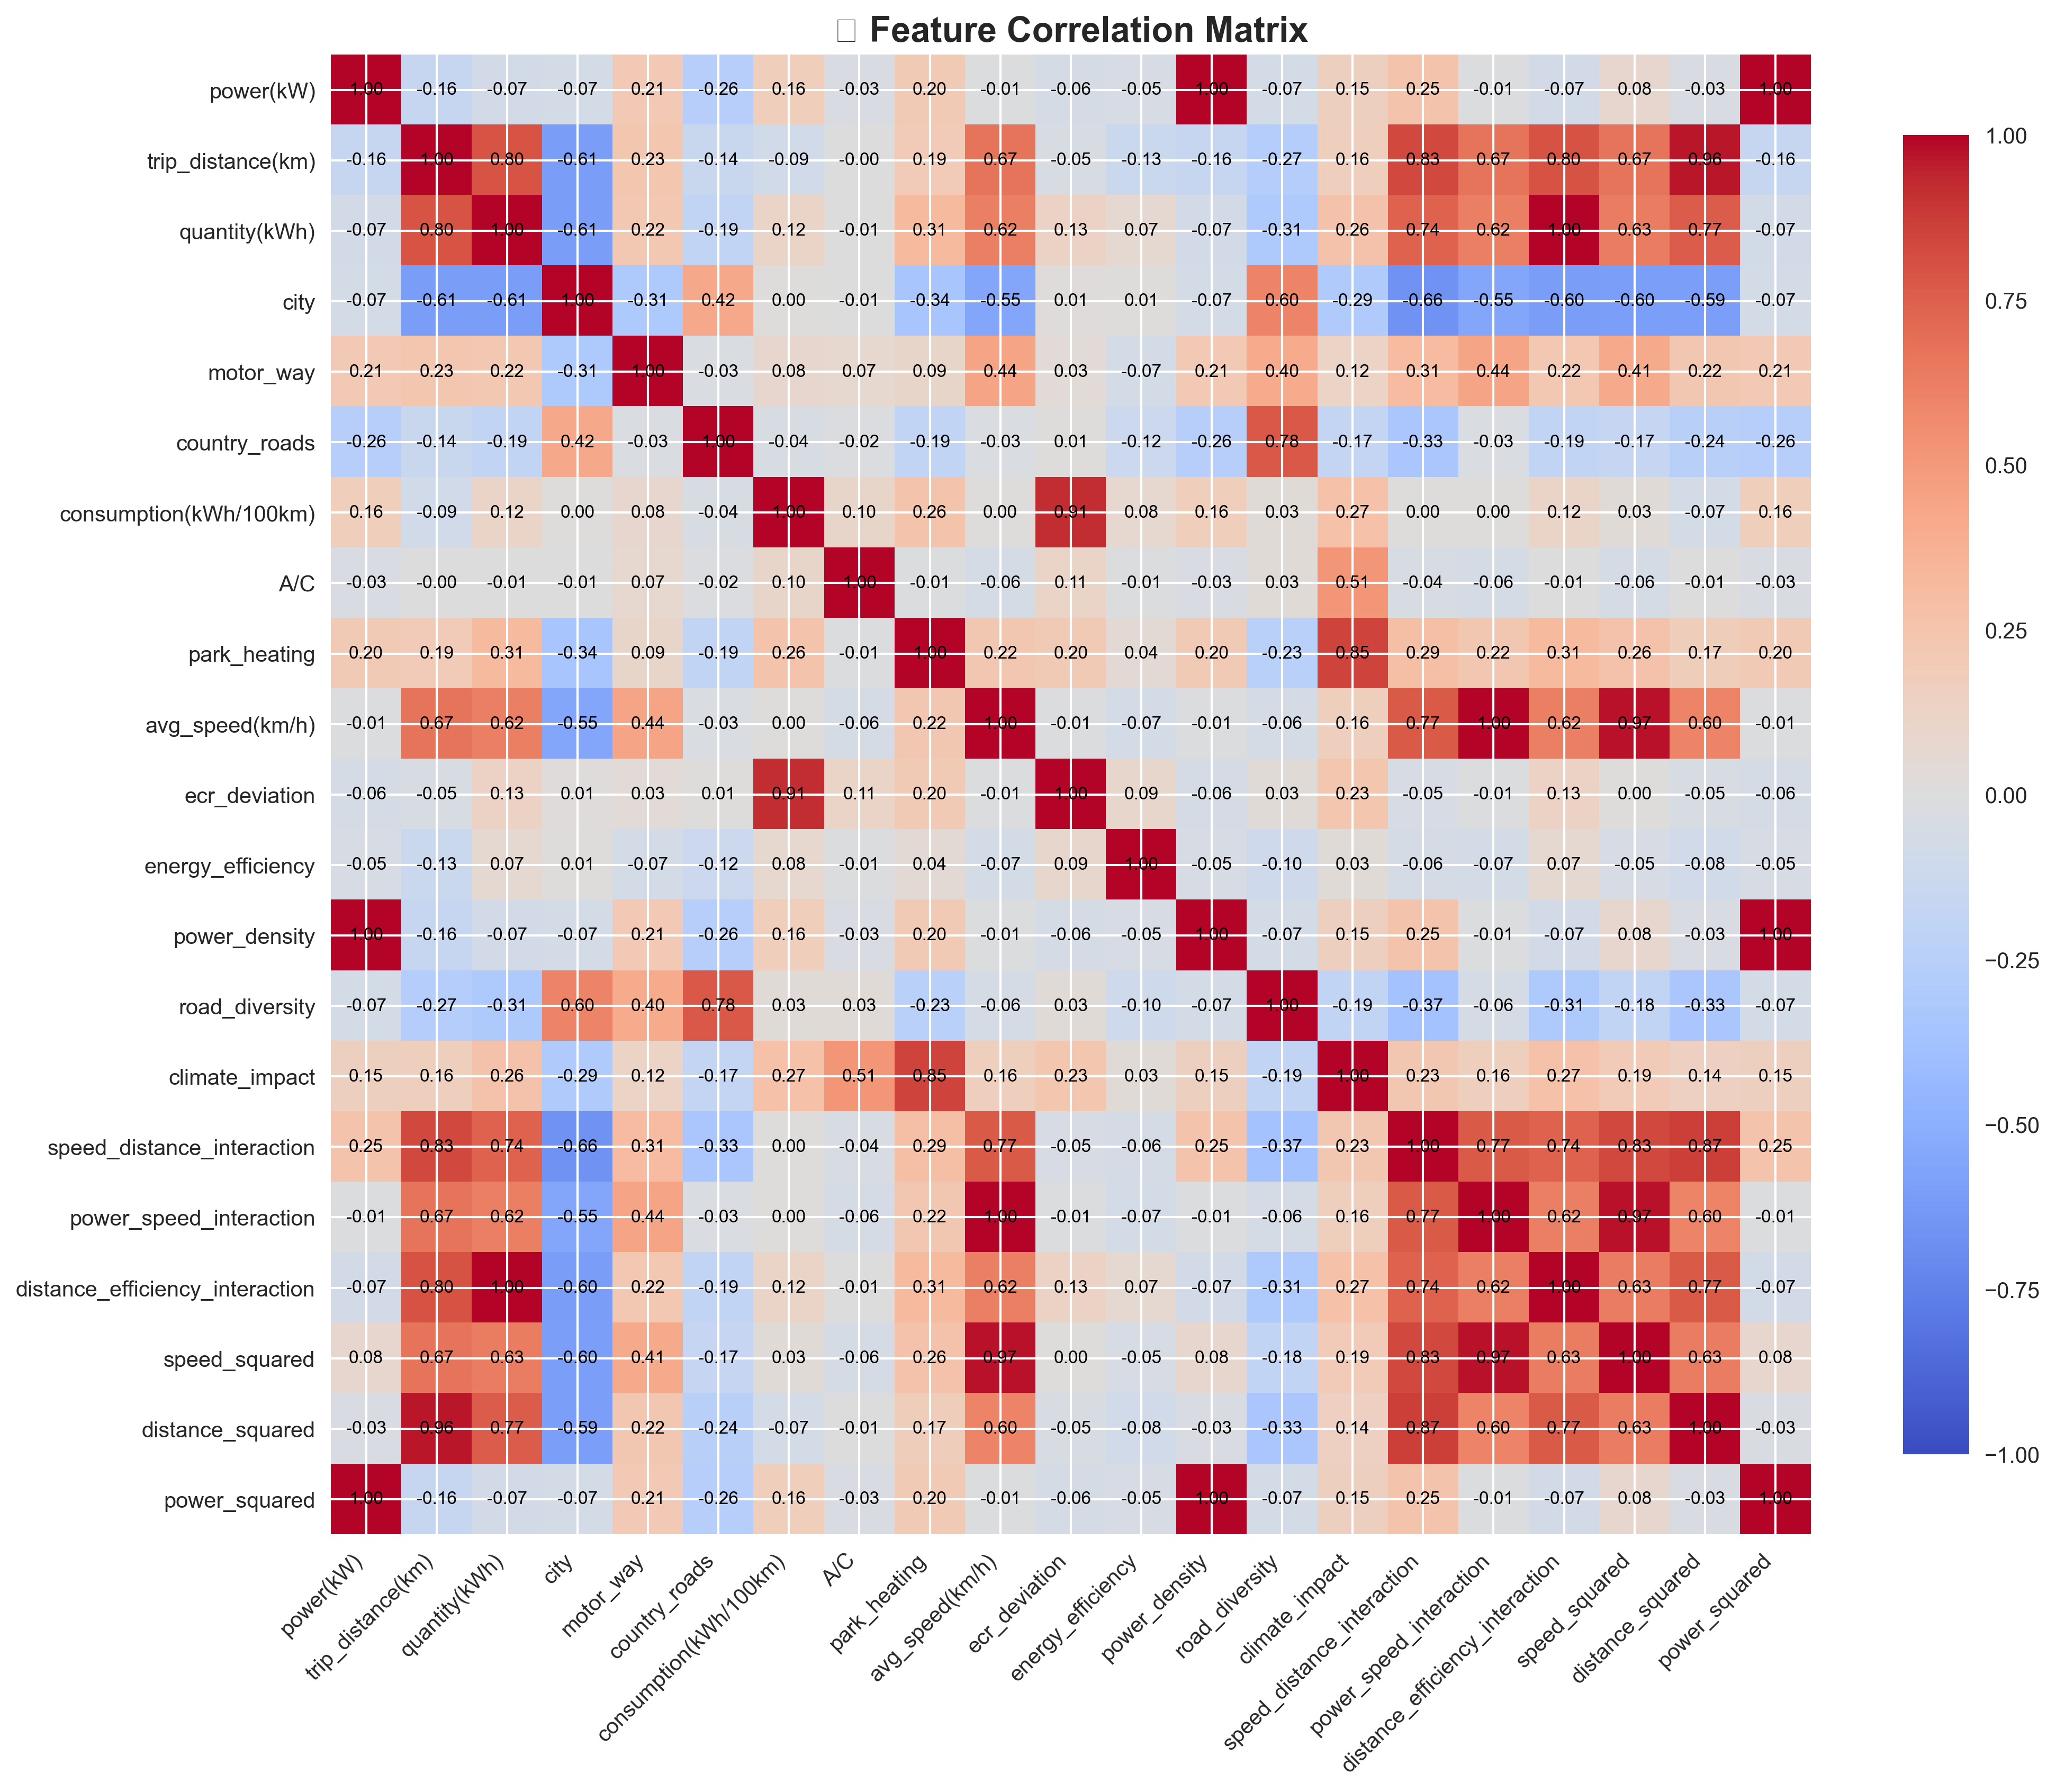 Feature Correlation Matrix
power(kW) 1.00 -0.16 -0.07 -0.07 0.21 -0.26 0.16 -0.03 0.20 -0.01 -0.06 -0.05 1.00 -0.07 0.15 0.25 -0.01 -0.07 0.08 -0.03 1.00
trip_distance(km) -0.16 1.00 0.80 -0.61 0.23 -0.14 -0.09 -0.00 0.19 0.67 -0.05 -0.13 -0.16 -0.27 0.16 0.83 0.67 0.80 0.67 0.96 -0.16
quantity(kWh) -0.07 0.80 1.00 -0.61 0.22 -0.19 0.12 -0.01 0.31 0.62 0.13 0.07 -0.07 -0.31 0.26 0.74 0.62 1.00 0.63 0.77 -0.07
city -0.07 -0.61 -0.61 1.00 -0.31 0.42 0.00 -0.01 -0.34 -0.55 0.01 0.01 -0.07 0.60 -0.29 -0.66 -0.55 -0.60 -0.60 -0.59 -0.07
motor_way 0.21 0.23 0.22 -0.31 1.00 -0.03 0.08 0.07 0.09 0.44 0.03 -0.07 0.21 0.40 0.12 0.31 0.44 0.22 0.41 0.22 0.21
country_roads -0.26 -0.14 -0.19 0.42 -0.03 1.00 -0.04 -0.02 -0.19 -0.03 0.01 -0.12 -0.26 0.78 -0.17 -0.33 -0.03 -0.19 -0.17 -0.24 -0.26
consumption(kWh/100km) 0.16 -0.09 0.12 0.00 0.08 -0.04 1.00 0.10 0.26 0.00 0.91 0.08 0.16 0.03 0.27 0.00 0.00 0.12 0.03 -0.07 0.16
A/C -0.03 -0.00 -0.01 -0.01 0.07 -0.02 0.10 1.00 -0.01 -0.06 0.11 -0.01 -0.03 0.03 0.51 -0.04 -0.06 -0.01 -0.06 -0.01 -0.03
park_heating 0.20 0.19 0.31 -0.34 0.09 -0.19 0.26 -0.01 1.00 0.22 0.20 0.04 0.20 -0.23 0.85 0.29 0.22 0.31 0.26 0.17 0.20
avg_speed(km/h) -0.01 0.67 0.62 -0.55 0.44 -0.03 0.00 -0.06 0.22 1.00 -0.01 -0.07 -0.01 -0.06 0.16 0.77 1.00 0.62 0.97 0.60 -0.01
ecr_deviation -0.06 -0.05 0.13 0.01 0.03 0.01 0.91 0.11 0.20 -0.01 1.00 0.09 -0.06 0.03 0.23 -0.05 -0.01 0.13 0.00 -0.05 -0.06
energy_efficiency -0.05 -0.13 0.07 0.01 -0.07 -0.12 0.08 -0.01 0.04 -0.07 0.09 1.00 -0.05 -0.10 0.03 -0.06 -0.07 0.07 -0.05 -0.08 -0.05
power_density 1.00 -0.16 -0.07 -0.07 0.21 -0.26 0.16 -0.03 0.20 -0.01 -0.06 -0.05 1.00 -0.07 0.15 0.25 -0.01 -0.07 0.08 -0.03 1.00
road_diversity -0.07 -0.27 -0.31 0.60 0.40 0.78 0.03 0.03 -0.23 -0.06 0.03 -0.10 -0.07 1.00 -0.19 -0.37 -0.06 -0.31 -0.18 -0.33 -0.07
climate_impact 0.15 0.16 0.26 -0.29 0.12 -0.17 0.27 0.51 0.85 0.16 0.23 0.03 0.15 -0.19 1.00 0.23 0.16 0.27 0.19 0.14 0.15
speed_distance_interaction 0.25 0.83 0.74 -0.66 0.31 -0.33 0.00 -0.04 0.29 0.77 -0.05 -0.06 0.25 -0.37 0.23 1.00 0.77 0.74 0.83 0.87 0.25
power_speed_interaction -0.01 0.67 0.62 -0.55 0.44 -0.03 0.00 -0.06 0.22 1.00 -0.01 -0.07 -0.01 -0.06 0.16 0.77 1.00 0.62 0.97 0.60 -0.01
distance_efficiency_interaction -0.07 0.80 1.00 -0.60 0.22 -0.19 0.12 -0.01 0.31 0.62 0.13 0.07 -0.07 -0.31 0.27 0.74 0.62 1.00 0.63 0.77 -0.07
speed_squared 0.08 0.67 0.63 -0.60 0.41 -0.17 0.03 -0.06 0.26 0.97 0.00 -0.05 0.08 -0.18 0.19 0.83 0.97 0.63 1.00 0.63 0.08
distance_squared -0.03 0.96 0.77 -0.59 0.22 -0.24 -0.07 -0.01 0.17 0.60 -0.05 -0.08 -0.03 -0.33 0.14 0.87 0.60 0.77 0.63 1.00 -0.03
power_squared 1.00 -0.16 -0.07 -0.07 0.21 -0.26 0.16 -0.03 0.20 -0.01 -0.06 -0.05 1.00 -0.07 0.15 0.25 -0.01 -0.07 0.08 -0.03 1.00
power(kW)
trip_distance(km)
quantity(kWh)
city
motor_way
country_roads
consumption(kWh/100km)
A/C
park_heating
avg_speed(km/h)
ecr_deviation
energy_efficiency
power_density
road_diversity
climate_impact
speed_distance_interaction
power_speed_interaction
distance_efficiency_interaction
speed_squared
distance_squared
power_squared
1.00
0.75
0.50
0.25
0.00
−0.25
−0.50
−0.75
−1.00